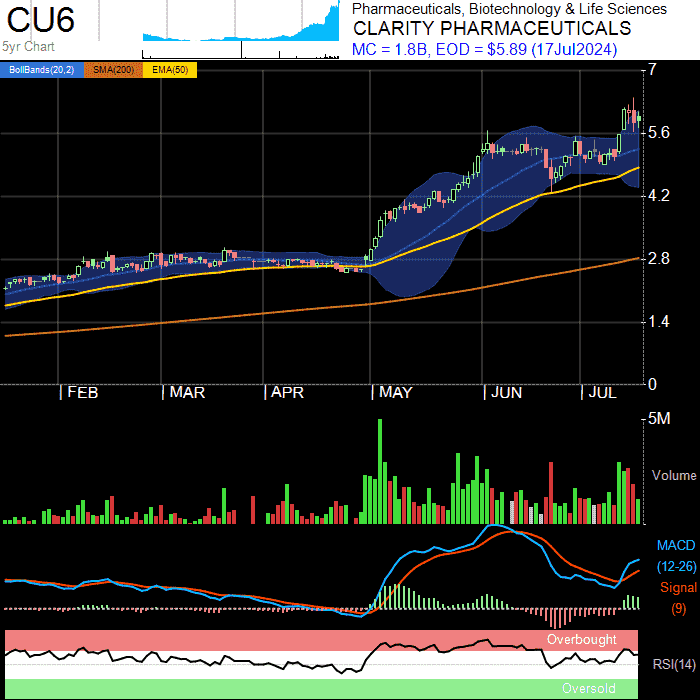 CU6
5yr Chart
Pharmaceuticals, Biotechnology & Life Sciences
CLARITY PHARMACEUTICALS
MC = 1.8B, EOD = $5.89 (17Jul2024)
BollBands(20,2) SMA(200) EMA(50)
7
5.6
4.2
2.8
1.4
0
FEB MAR APR MAY JUN JUL
5M
Volume
MACD
(12-26)
Signal
(9)
Overbought
RSI(14)
Oversold